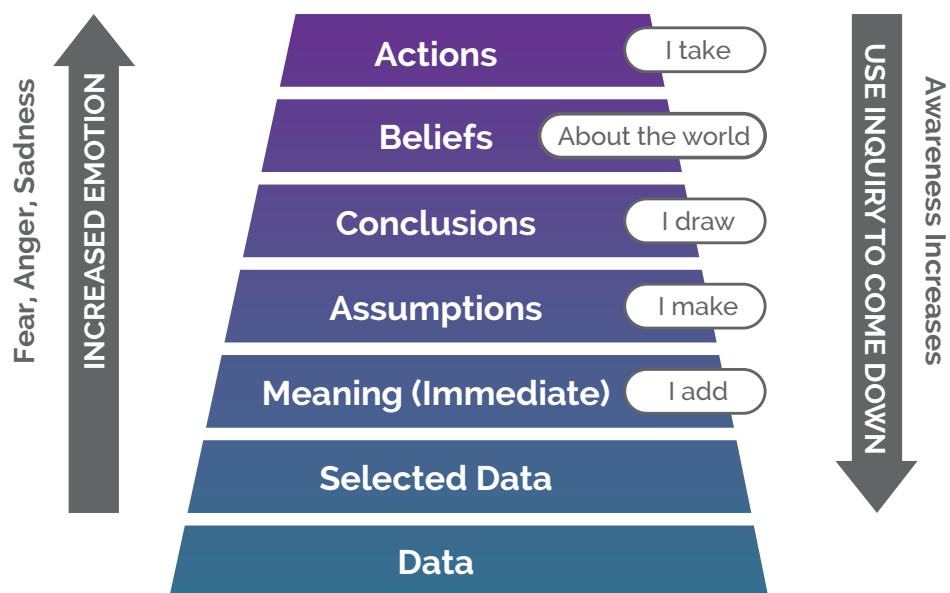 Fear, Anger, Sadness
INCREASED EMOTION
Actions
I take
Beliefs
About the world
Conclusions
I draw
Assumptions
I make
Meaning (Immediate)
I add
Selected Data
Data
USE INQUIRY TO COME DOWN
Awareness Increases